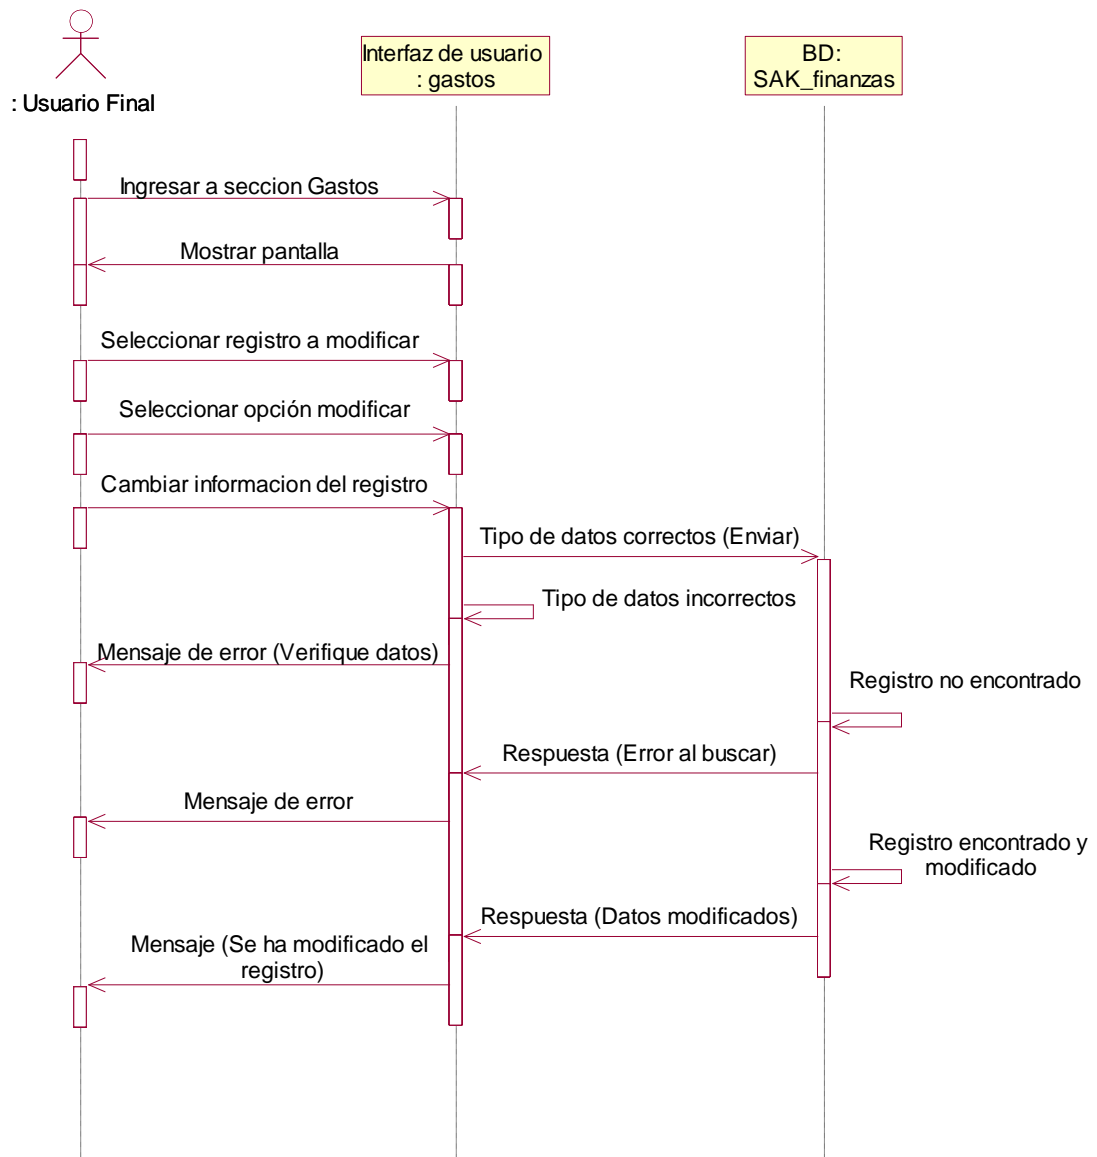 : Usuario Final
Interfaz de usuario
: gastos
BD:
SAK_finanzas
Ingresar a seccion Gastos
Mostrar pantalla
Seleccionar registro a modificar
Seleccionar opción modificar
Cambiar informacion del registro
Tipo de datos correctos (Enviar)
Tipo de datos incorrectos
Mensaje de error (Verifique datos)
Registro no encontrado
Respuesta (Error al buscar)
Mensaje de error
Registro encontrado y
modificado
Respuesta (Datos modificados)
Mensaje (Se ha modificado el
registro)